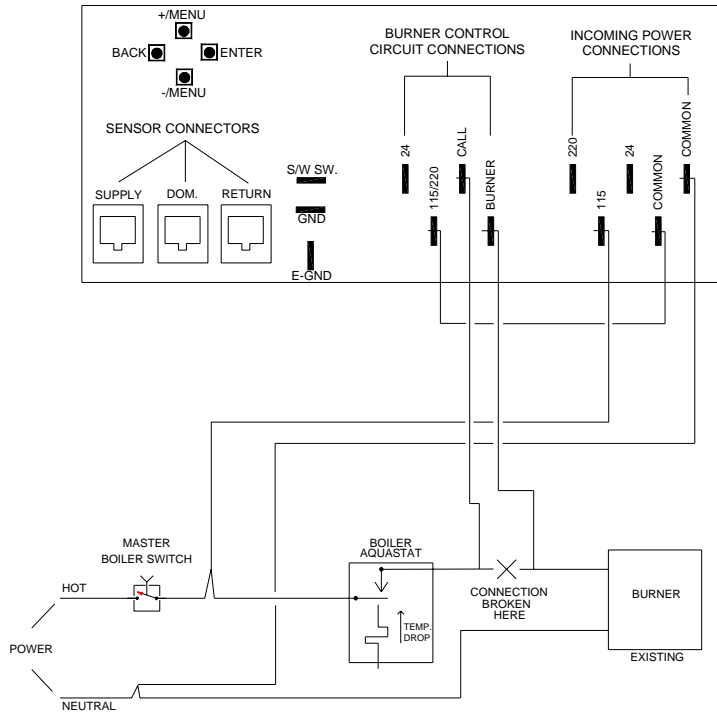 +/MENU
BACK
ENTER
-/MENU
SENSOR CONNECTORS
SUPPLY
DOM.
RETURN
S/W SW.
GND
E-GND
BURNER CONTROL
CIRCUIT CONNECTIONS
24
115/220
CALL
BURNER
INCOMING POWER
CONNECTIONS
220
115
24
COMMON
COMMON
MASTER
BOILER SWITCH
HOT
POWER
NEUTRAL
BOILER
AQUASTAT
TEMP.
DROP
CONNECTION
BROKEN
HERE
BURNER
EXISTING